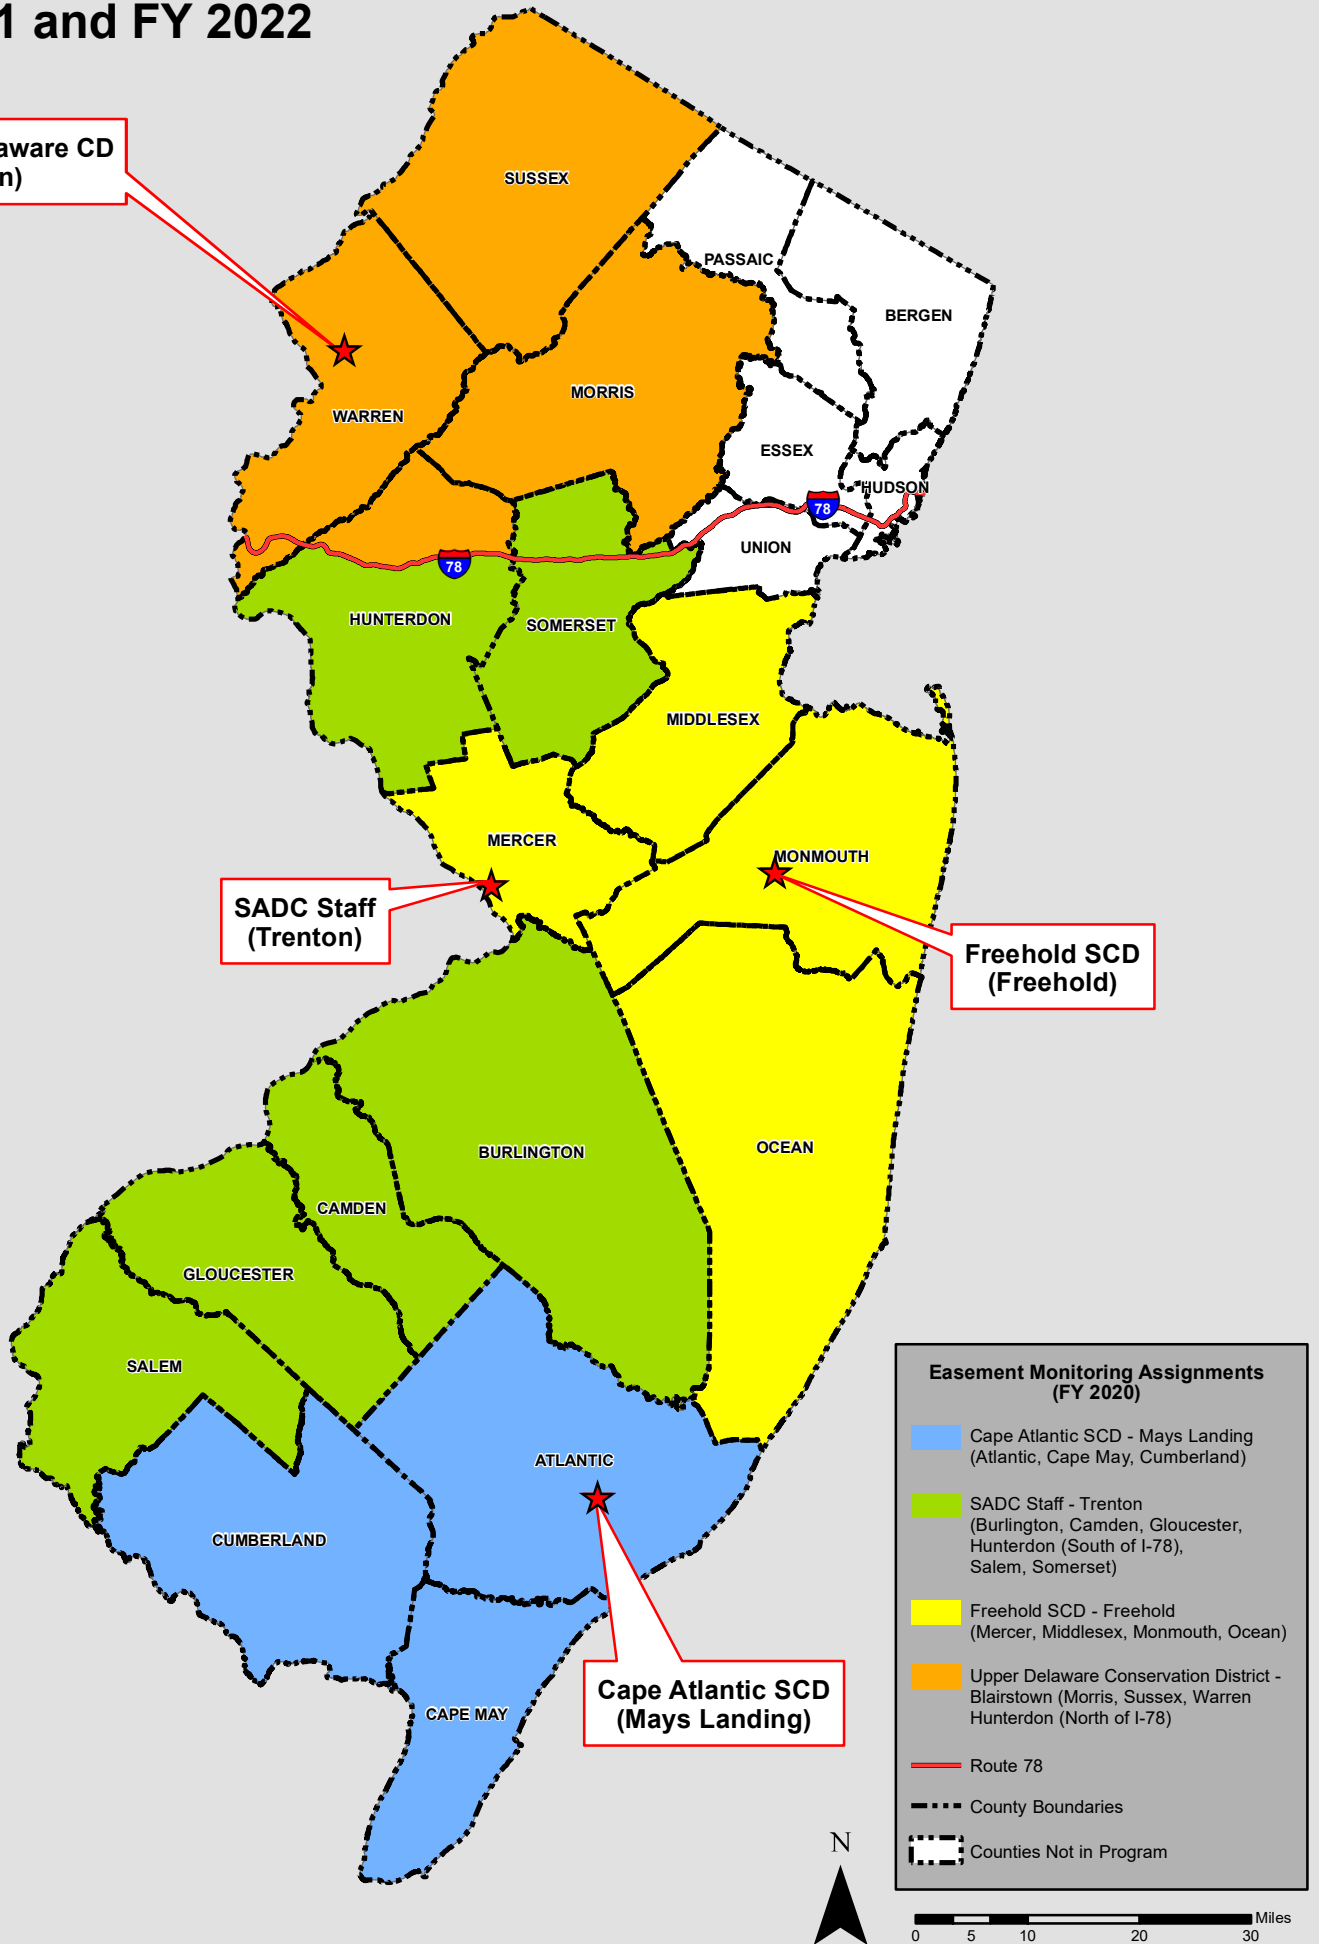 1 and FY 2022
aware CD
n)
SUSSEX
PASSAIC
BERGEN
WARREN
MORRIS
ESSEX
HUDSON
78
UNION
78
HUNTERDON
SOMERSET
MIDDLESEX
MERCER
MONMOUTH
SADC Staff
(Trenton)
Freehold SCD
(Freehold)
OCEAN
BURLINGTON
CAMDEN
GLOUCESTER
SALEM
ATLANTIC
CUMBERLAND
CAPE MAY
Cape Atlantic SCD
(Mays Landing)
Easement Monitoring Assignments
(FY 2020)
Cape Atlantic SCD - Mays Landing
(Atlantic, Cape May, Cumberland)
SADC Staff - Trenton
(Burlington, Camden, Gloucester,
Hunterdon (South of I-78),
Salem, Somerset)
Freehold SCD - Freehold
(Mercer, Middlesex, Monmouth, Ocean)
Upper Delaware Conservation District -
Blairstown (Morris, Sussex, Warren
Hunterdon (North of I-78)
Route 78
County Boundaries
Counties Not in Program
N
Miles
0 5 10 20 30